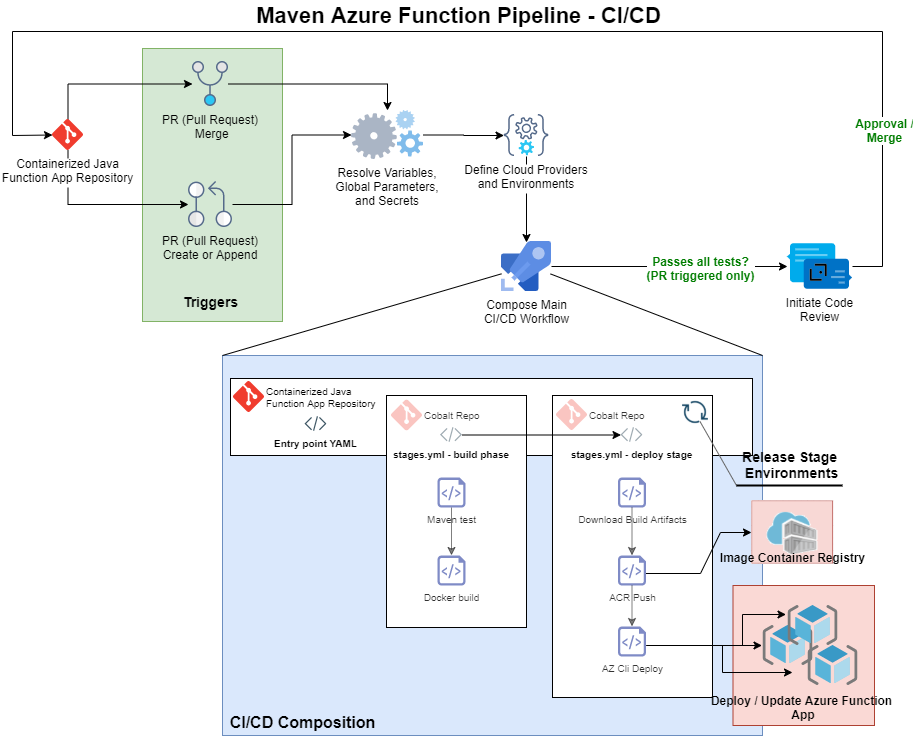 Maven Azure Function Pipeline - CI/CD
PR (Pull Request)
Merge
Containerized Java
Function App Repository
PR (Pull Request)
Create or Append
Triggers
Resolve Variables,
Global Parameters,
and Secrets
Define Cloud Providers
and Environments
Compose Main
CI/CD Workflow
Passes all tests?
(PR triggered only)
Initiate Code
Review
Approval /
Merge
Containerized Java
Function App Repository
</>
Entry point YAML
Cobalt Repo
</>
stages.yml - build phase
</>
Maven test
</>
Docker build
Cobalt Repo
</>
stages.yml - deploy stage
</>
Download Build Artifacts
</>
ACR Push
</>
AZ Cli Deploy
Release Stage
Environments
Image Container Registry
Deploy / Update Azure Function
App
CI/CD Composition